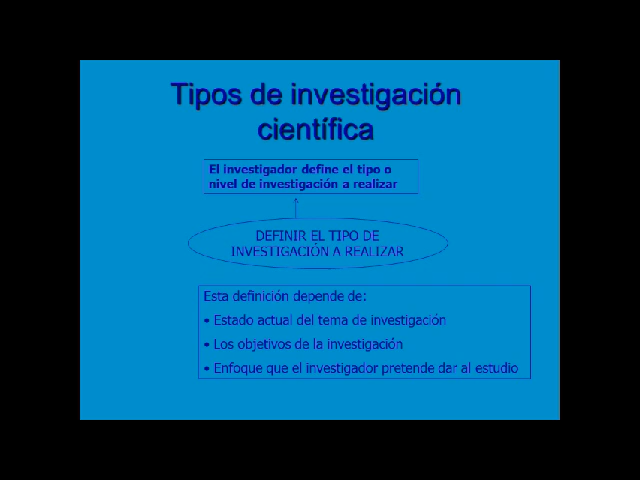 Tipos de investigación
científica
El investigador define el tipo o
nivel de investigación a realizar
DEFINIR EL TIPO DE
INVESTIGACIÓN A REALIZAR
Esta definición depende de:
• Estado actual del tema de investigación
• Los objetivos de la investigación
• Enfoque que el investigador pretende dar al estudio